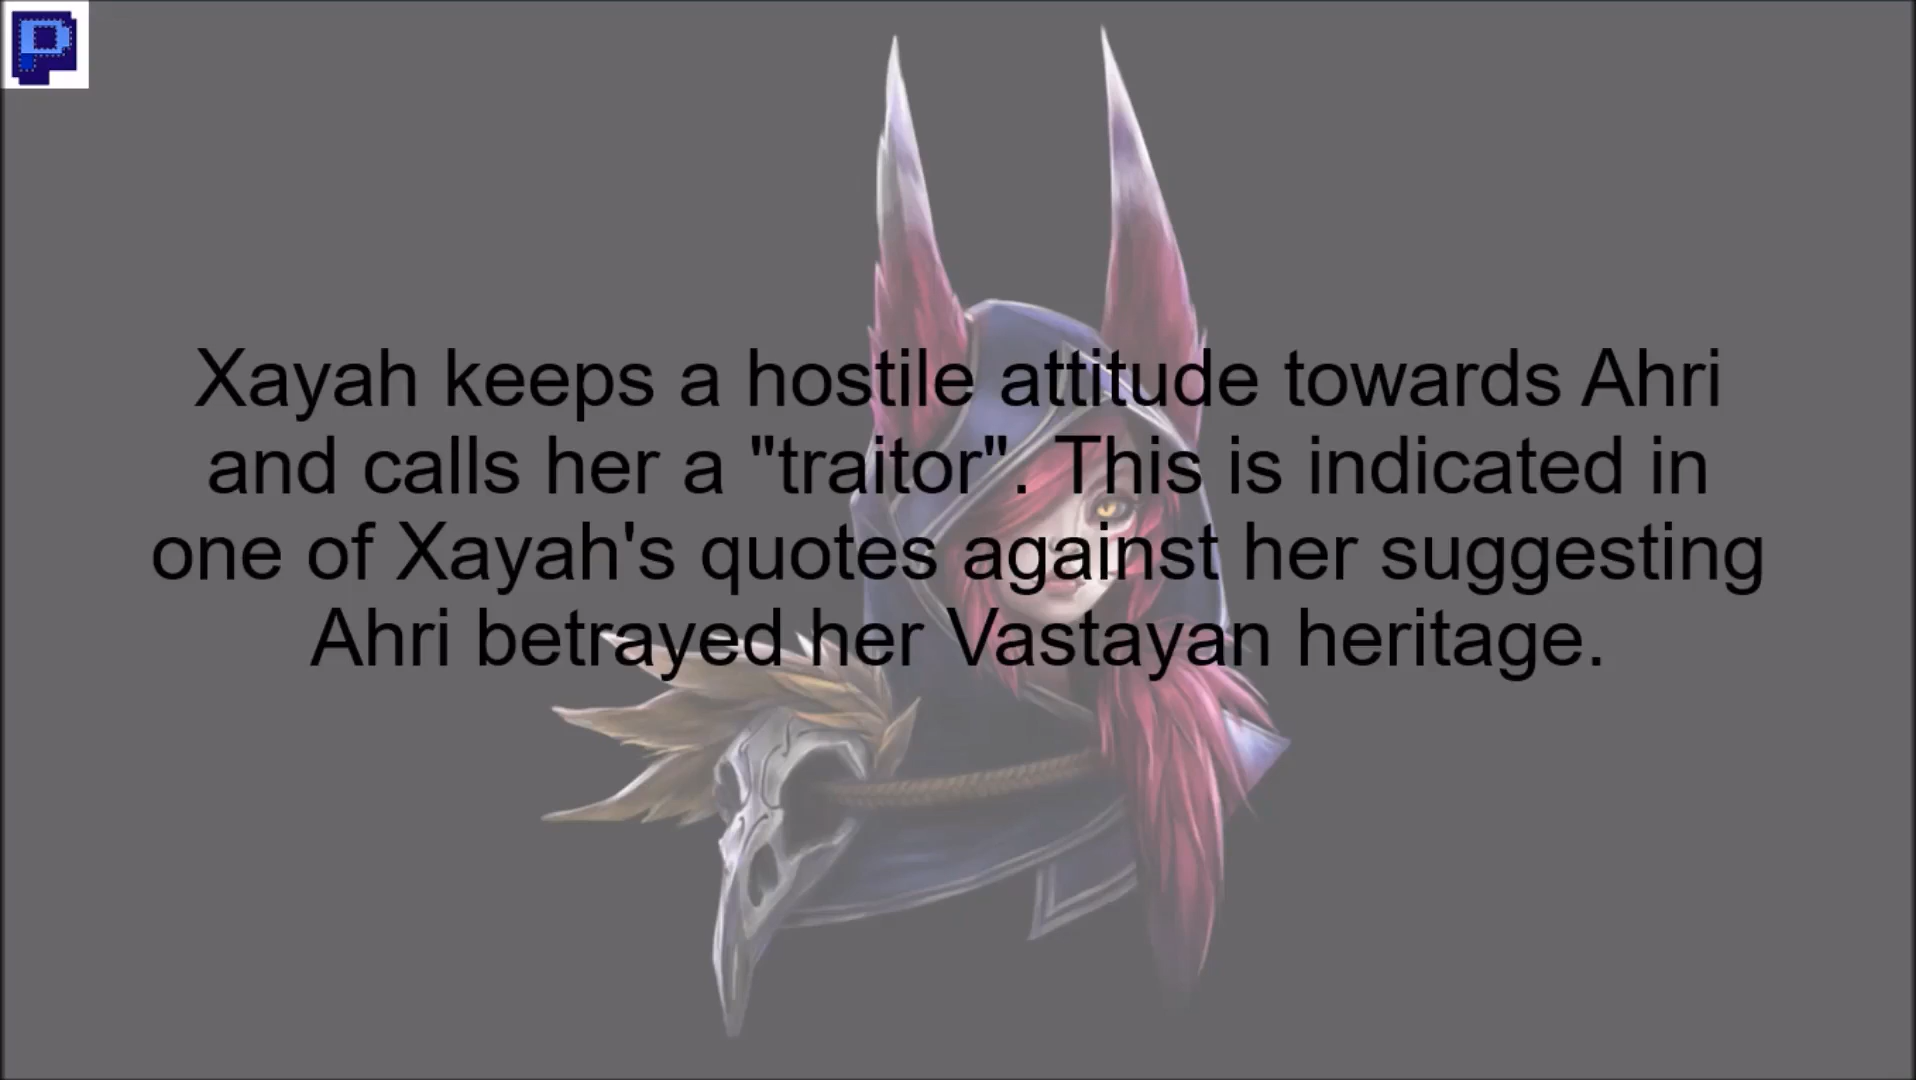 P
Xayah keeps a hostile attitude towards Ahri
and calls her a "traitor". This is indicated in
one of Xayah's quotes against her suggesting
Ahri betrayed her Vastayan heritage.